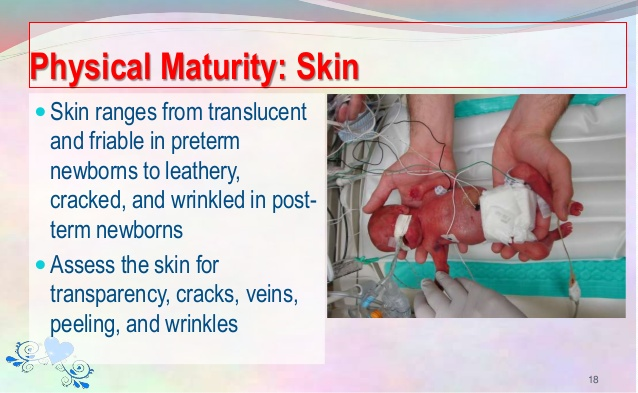 Physical Maturity: Skin
Skin ranges from translucent
and friable in preterm
newborns to leathery,
cracked, and wrinkled in post-
term newborns
Assess the skin for
transparency, cracks, veins,
peeling, and wrinkles
18